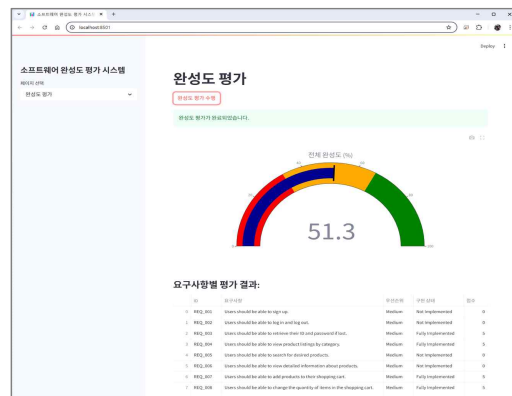 소프트웨어 완성도 평가 시스
localhost:8501
Deploy
소프트웨어 완성도 평가 시스템
페이지 선택
완성도 평가
완성도 평가
완성도 평가 수행
완성도 평가가 완료되었습니다.
전체 완성도 (%)
51.3
요구사항별 평가 결과:
ID 요구사항 우선순위 구현 상태 점수
0 REQ_001 Users should be able to sign up. Medium Not Implemented 0
1 REQ_002 Users should be able to log in and log out. Medium Not Implemented 0
2 REQ_003 Users should be able to retrieve their ID and password if lost. Medium Fully Implemented 5
3 REQ_004 Users should be able to view product listings by category. Medium Fully Implemented 5
4 REQ_005 Users should be able to search for desired products. Medium Not Implemented 0
5 REQ_006 Users should be able to view detailed information about products. Medium Not Implemented 0
6 REQ_007 Users should be able to add products to their shopping cart. Medium Fully Implemented 5
7 REQ_008 Users should be able to change the quantity of items in the shopping cart. Medium Fully Implemented 5